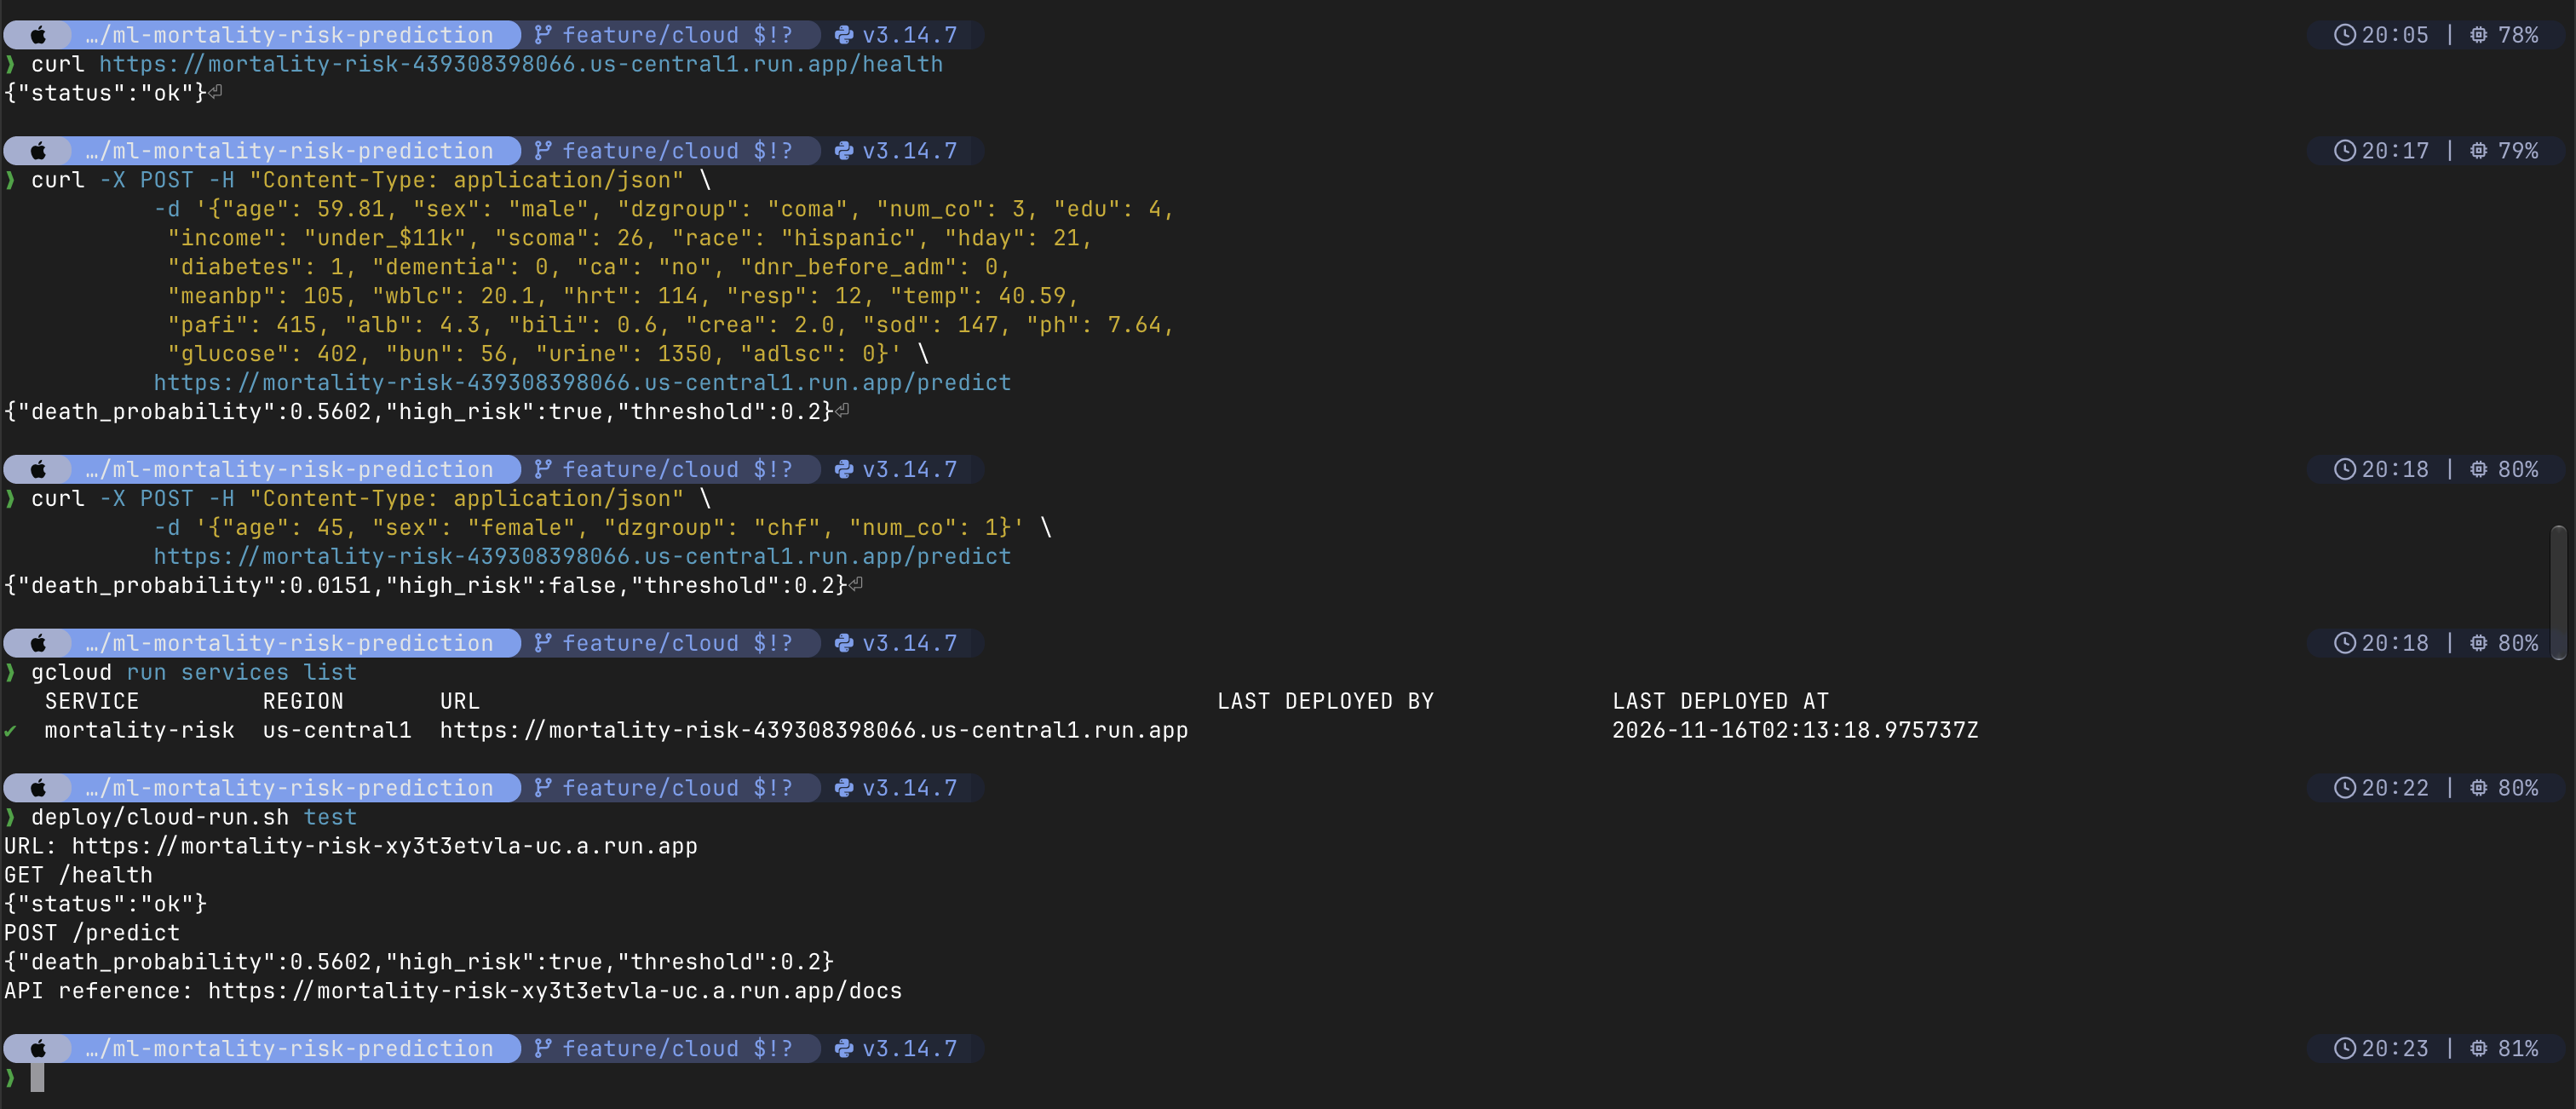 …/ml-mortality-risk-prediction feature/cloud $!? v3.14.7 20:05 | 78%
❱ curl https://mortality-risk-439308398066.us-central1.run.app/health
{"status":"ok"}⏎
…/ml-mortality-risk-prediction feature/cloud $!? v3.14.7 20:17 | 79%
❱ curl -X POST -H "Content-Type: application/json" \
-d '{"age": 59.81, "sex": "male", "dzgroup": "coma", "num_co": 3, "edu": 4,
"income": "under_$11k", "scoma": 26, "race": "hispanic", "hday": 21,
"diabetes": 1, "dementia": 0, "ca": "no", "dnr_before_adm": 0,
"meanbp": 105, "wblc": 20.1, "hrt": 114, "resp": 12, "temp": 40.59,
"pafi": 415, "alb": 4.3, "bili": 0.6, "crea": 2.0, "sod": 147, "ph": 7.64,
"glucose": 402, "bun": 56, "urine": 1350, "adlsc": 0}' \
https://mortality-risk-439308398066.us-central1.run.app/predict
{"death_probability":0.5602,"high_risk":true,"threshold":0.2}⏎
…/ml-mortality-risk-prediction feature/cloud $!? v3.14.7 20:18 | 80%
❱ curl -X POST -H "Content-Type: application/json" \
-d '{"age": 45, "sex": "female", "dzgroup": "chf", "num_co": 1}' \
https://mortality-risk-439308398066.us-central1.run.app/predict
{"death_probability":0.0151,"high_risk":false,"threshold":0.2}⏎
…/ml-mortality-risk-prediction feature/cloud $!? v3.14.7 20:18 | 80%
❱ gcloud run services list
SERVICE REGION URL LAST DEPLOYED BY LAST DEPLOYED AT
✔ mortality-risk us-central1 https://mortality-risk-439308398066.us-central1.run.app 2026-11-16T02:13:18.975737Z
…/ml-mortality-risk-prediction feature/cloud $!? v3.14.7 20:22 | 80%
❱ deploy/cloud-run.sh test
URL: https://mortality-risk-xy3t3etvla-uc.a.run.app
GET /health
{"status":"ok"}
POST /predict
{"death_probability":0.5602,"high_risk":true,"threshold":0.2}
API reference: https://mortality-risk-xy3t3etvla-uc.a.run.app/docs
…/ml-mortality-risk-prediction feature/cloud $!? v3.14.7 20:23 | 81%
❱